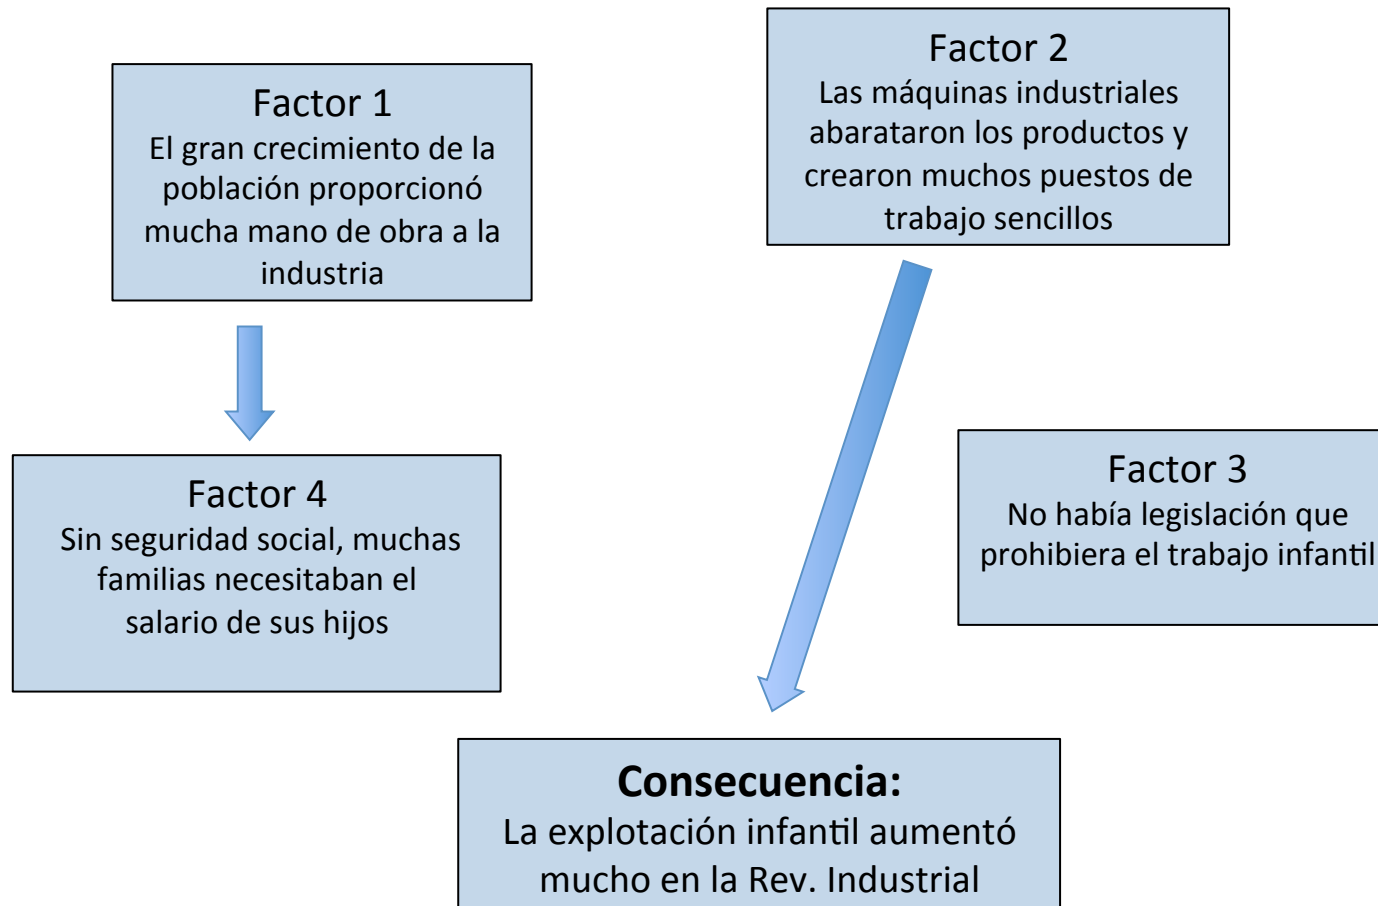 Factor 1
El gran crecimiento de la
población proporcionó
mucha mano de obra a la
industria
Factor 2
Las máquinas industriales
abarataron los productos y
crearon muchos puestos de
trabajo sencillos
Factor 4
Sin seguridad social, muchas
familias necesitaban el
salario de sus hijos
Factor 3
No había legislación que
prohibiera el trabajo infantil
Consecuencia:
La explotación infantil aumentó
mucho en la Rev. Industrial